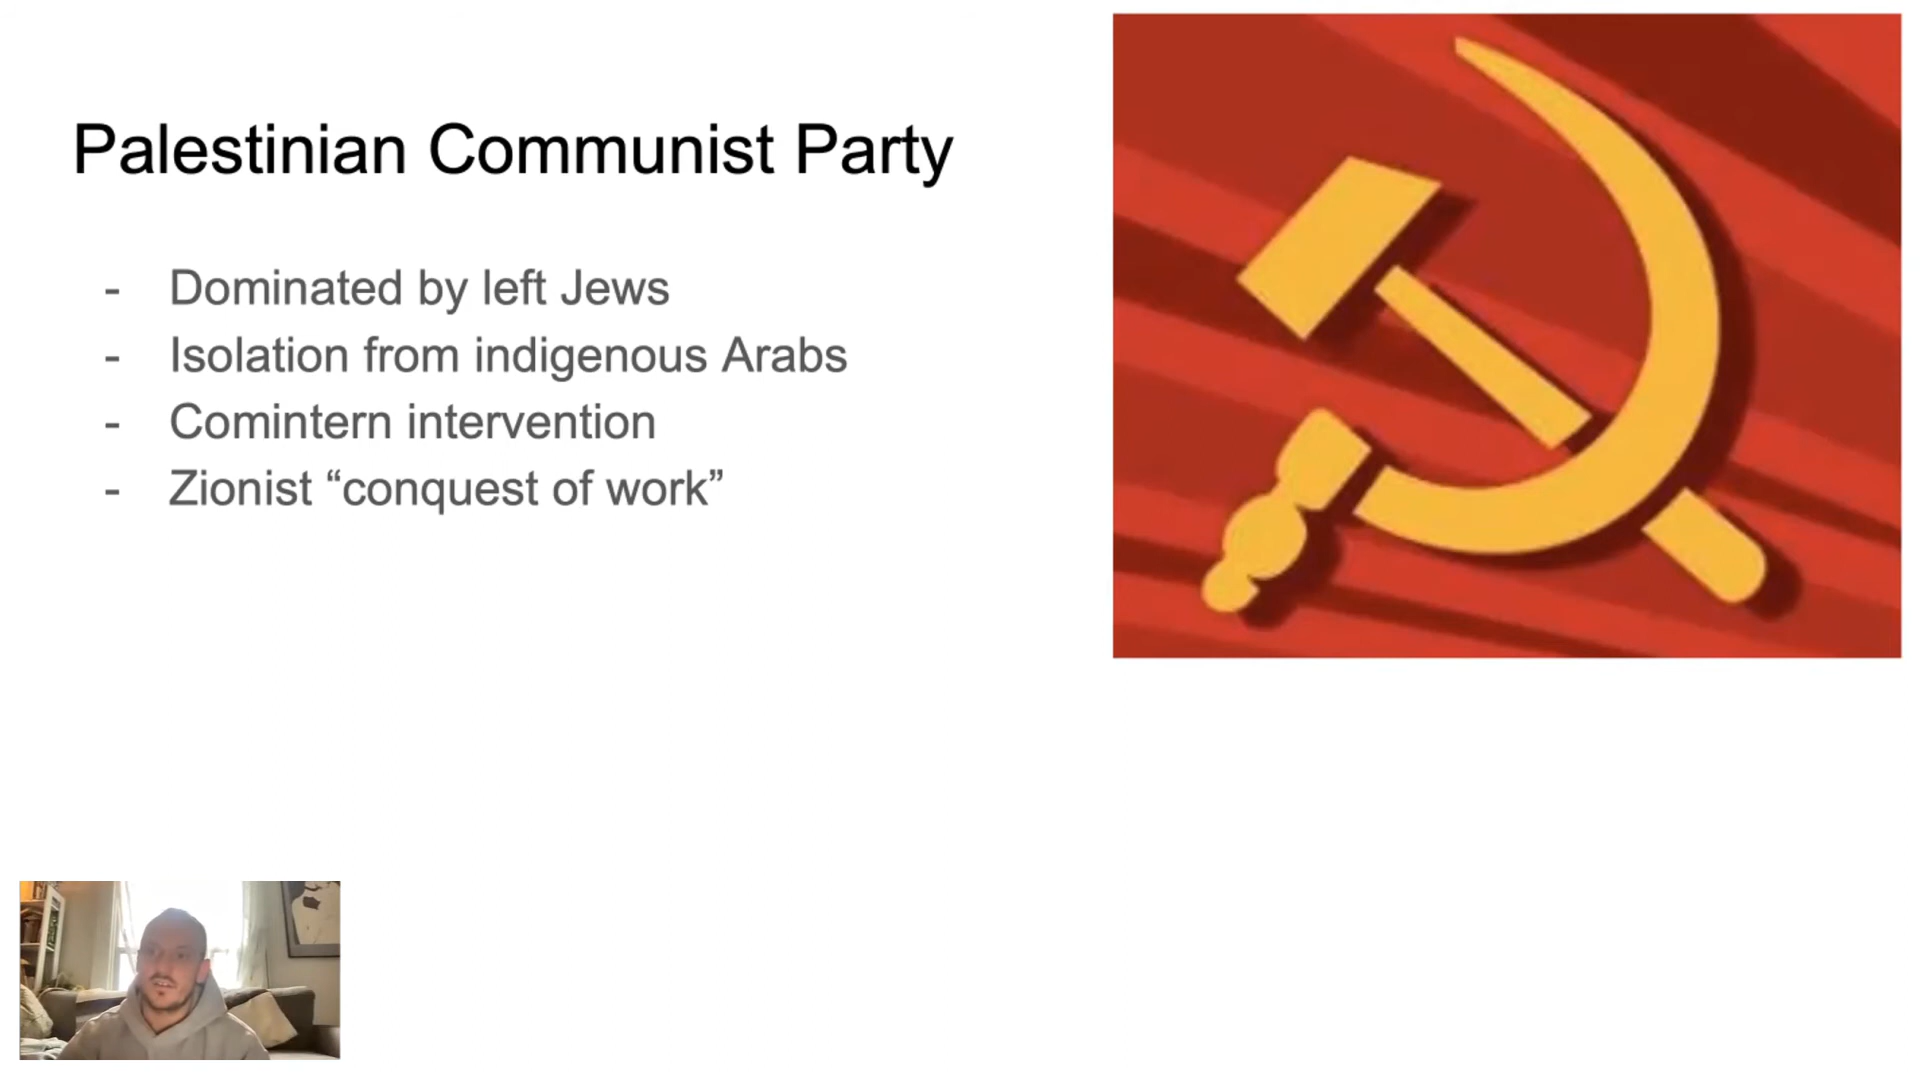 Palestinian Communist Party
- Dominated by left Jews
- Isolation from indigenous Arabs
- Comintern intervention
- Zionist “conquest of work”